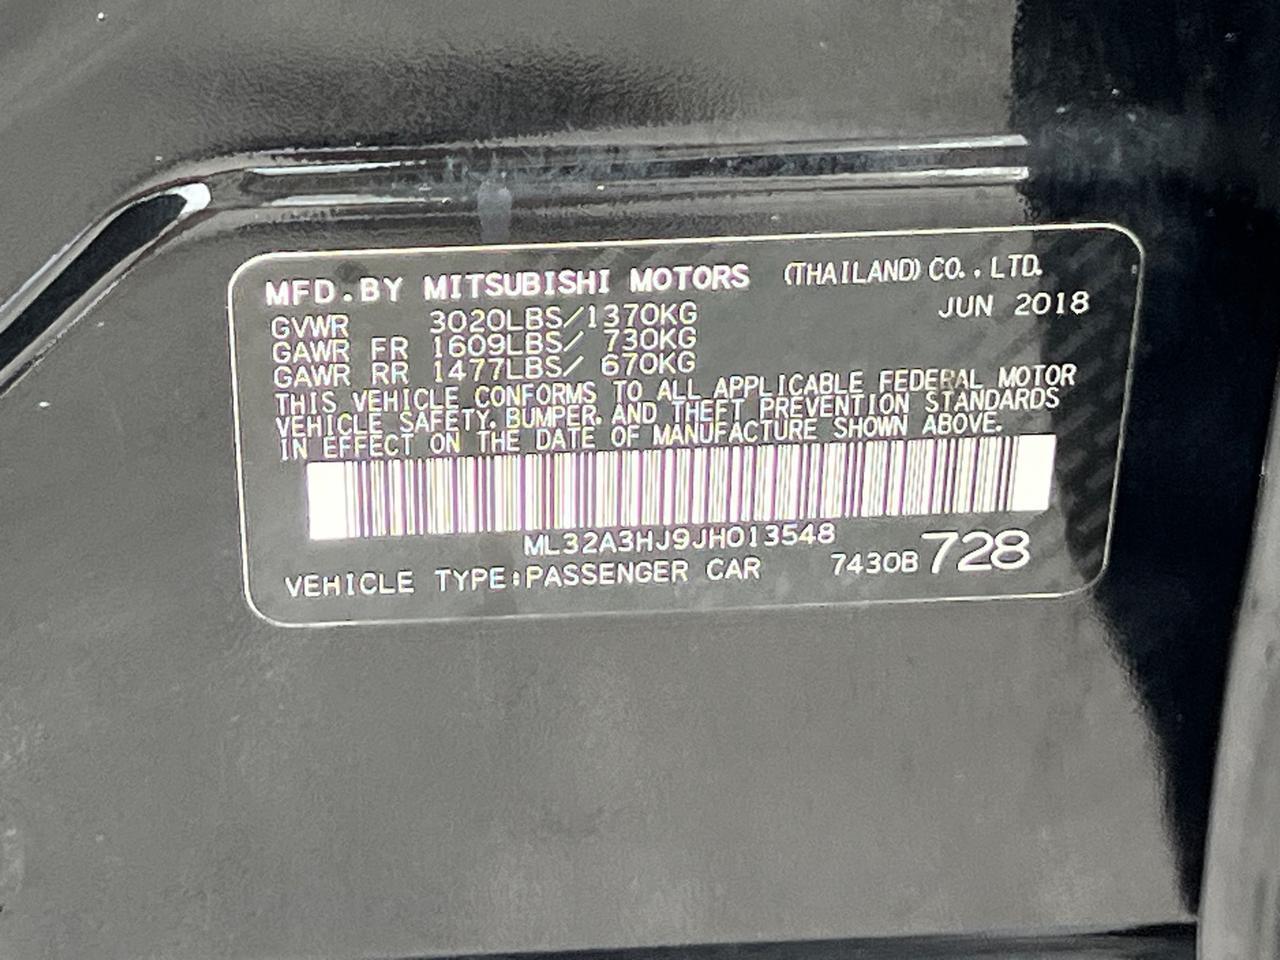 MFD.BY MITSUBISHI MOTORS (THAILAND) CO., LTD.
JUN 2018
GVWR 3020LBS/1370KG
GAWR FR 1609LBS/ 730KG
GAWR RR 1477LBS/ 670KG
THIS VEHICLE CONFORMS TO ALL APPLICABLE FEDERAL MOTOR
VEHICLE SAFETY, BUMPER, AND THEFT PREVENTION STANDARDS
IN EFFECT ON THE DATE OF MANUFACTURE SHOWN ABOVE.
ML32A3HJ9JH013548
VEHICLE TYPE:PASSENGER CAR 7430B728